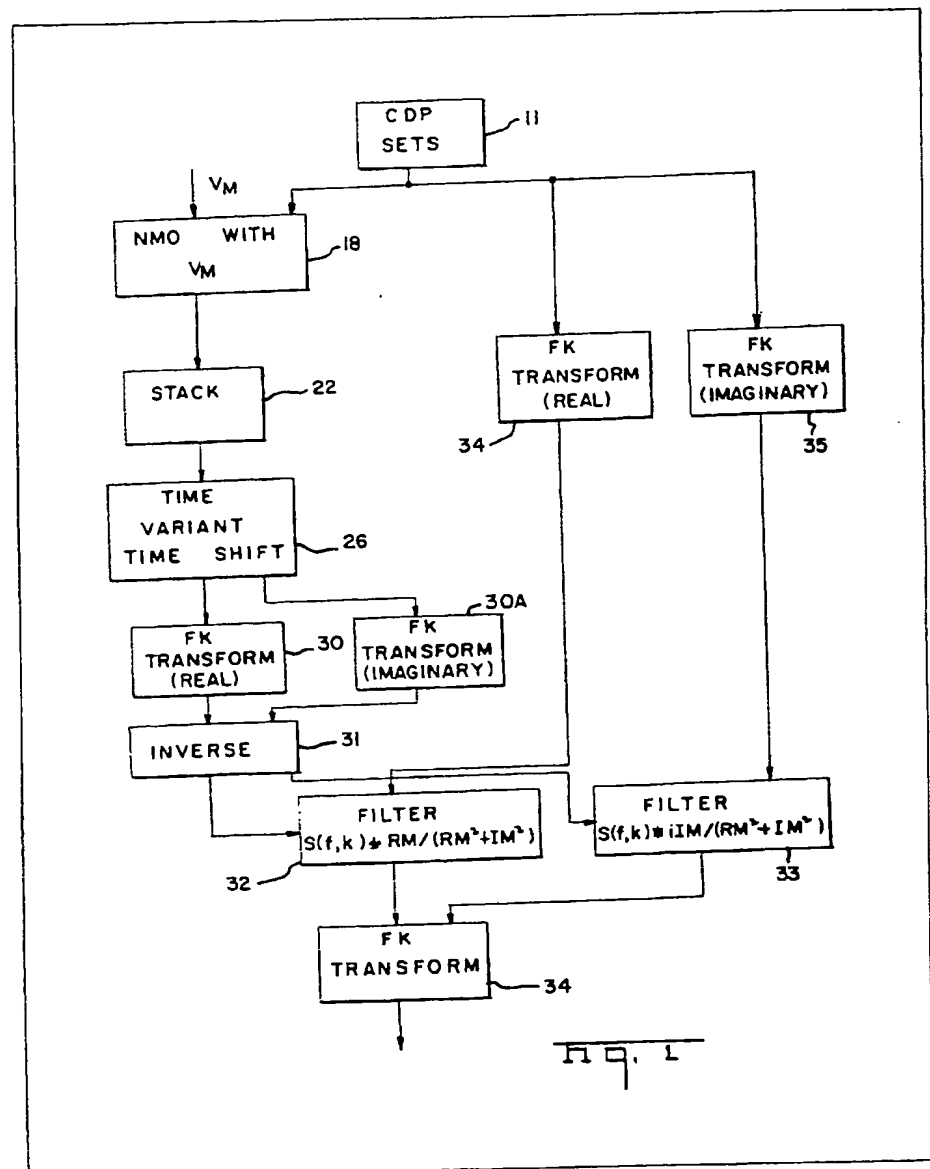 CDP
SETS
11
VM
NMO WITH
VM
18
STACK
22
FK
TRANSFORM
(REAL)
34
FK
TRANSFORM
(IMAGINARY)
35
TIME
VARIANT
TIME SHIFT
26
FK
TRANSFORM
(REAL)
30
30A
FK
TRANSFORM
(IMAGINARY)
INVERSE
31
FILTER
S(f,k) * RM/(RM²+IM²)
32
FILTER
S(f,k) * iIM/(RM²+IM²)
33
FK
TRANSFORM
34
Fig. 1